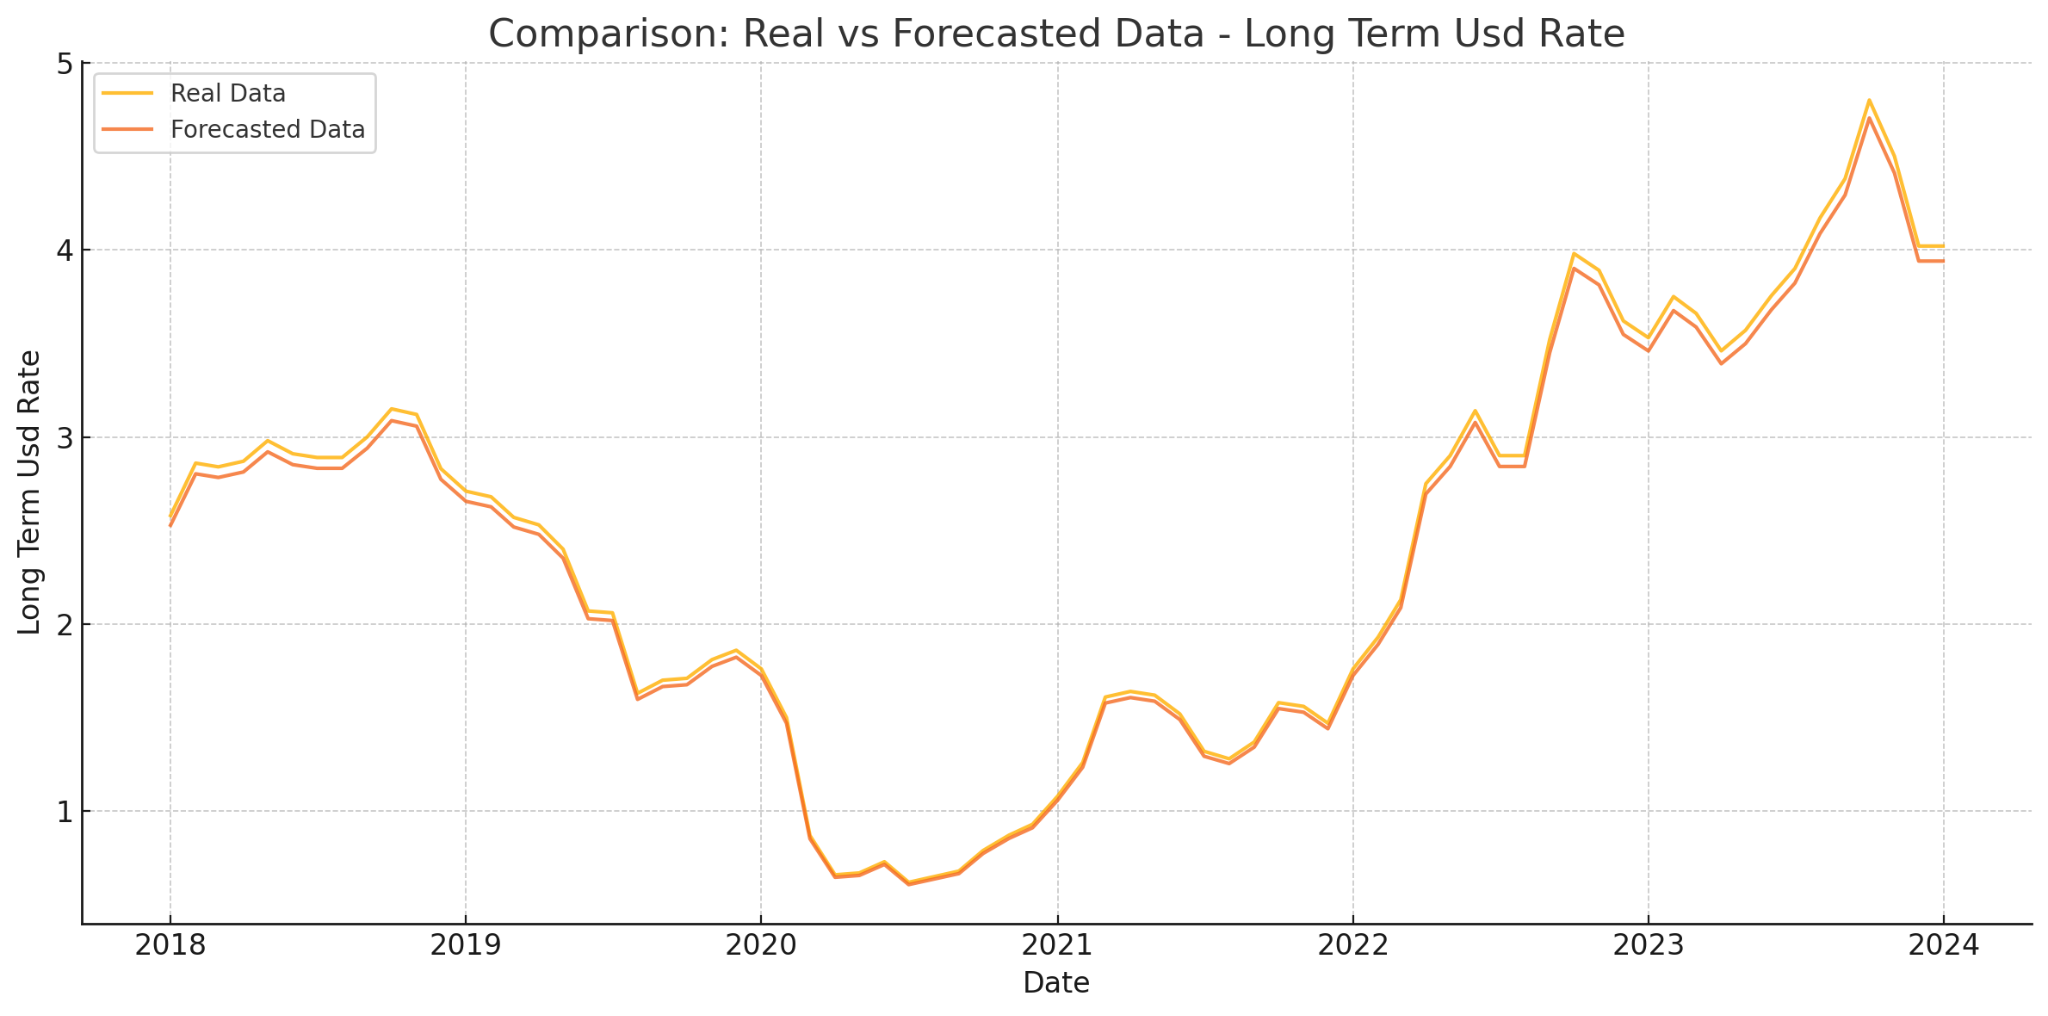 Comparison: Real vs Forecasted Data - Long Term Usd Rate
Real Data
Forecasted Data
Long Term Usd Rate
5
4
3
2
1
2018 2019 2020 2021 2022 2023 2024
Date